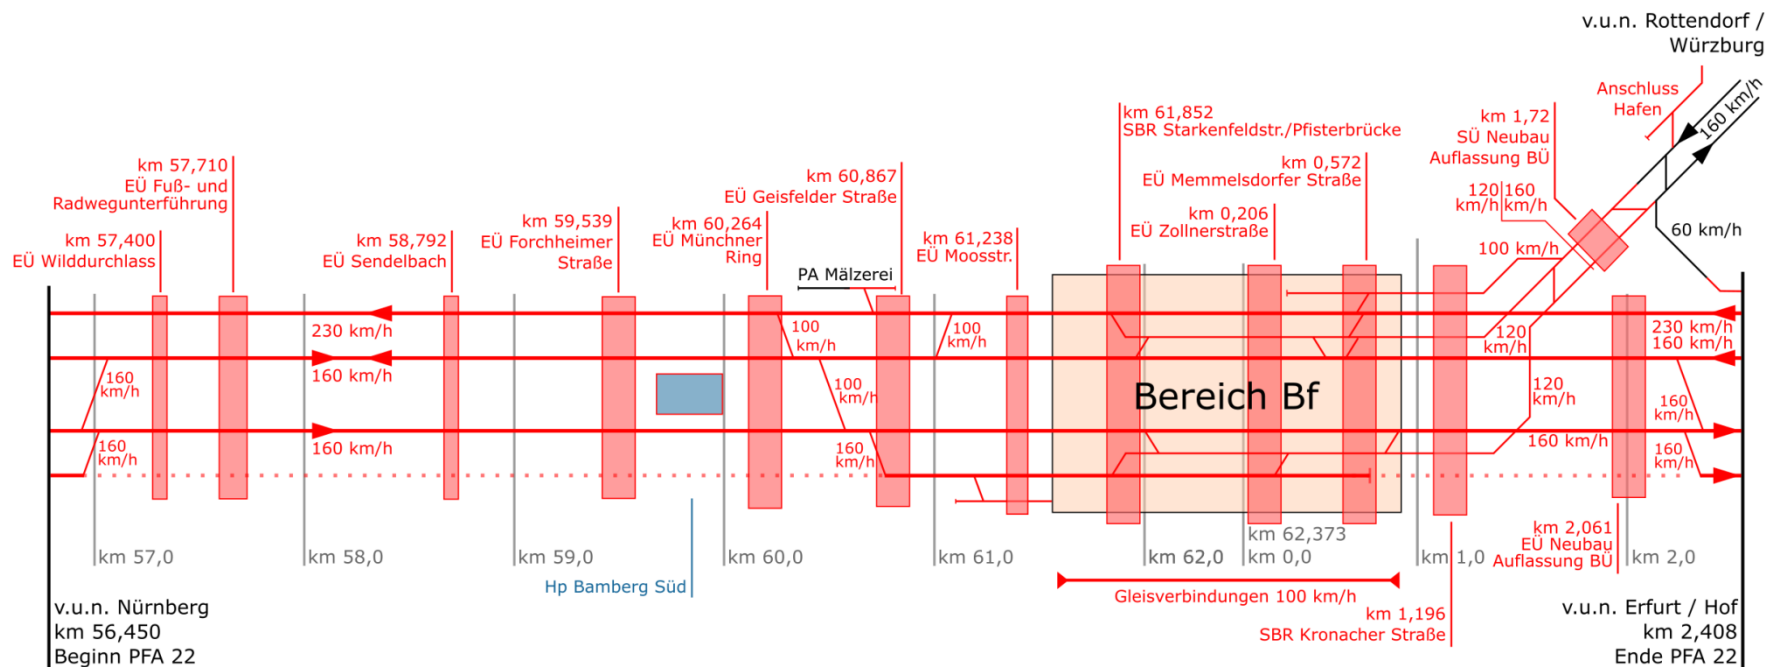 v.u.n. Rottendorf /
Würzburg
Anschluss
Hafen
160 km/h
km 1,72
SÜ Neubau
Auflassung BÜ
km 61,852
SBR Starkenfeldstr./Pfisterbrücke
km 0,572
EÜ Memmelsdorfer Straße
km 57,710
EÜ Fuß- und
Radwegunterführung
km 60,867
EÜ Geisfelder Straße
120
km/h
160
km/h
km 59,539
EÜ Forchheimer
Straße
km 60,264
EÜ Münchner
Ring
km 0,206
EÜ Zollnerstraße
km 57,400
EÜ Wilddurchlass
km 58,792
EÜ Sendelbach
km 61,238
EÜ Moosstr.
60 km/h
100 km/h
PA Mälzerei
230 km/h
100
km/h
100
km/h
120
km/h
230 km/h
160 km/h
160
km/h
160 km/h
100
km/h
Bereich Bf
120
km/h
160
km/h
160
km/h
160 km/h
160
km/h
160 km/h
160
km/h
km 57,0
km 58,0
km 59,0
km 60,0
km 61,0
km 62,0
km 62,373
km 0,0
km 1,0
km 2,0
km 2,061
EÜ Neubau
Auflassung BÜ
Hp Bamberg Süd
Gleisverbindungen 100 km/h
km 1,196
SBR Kronacher Straße
v.u.n. Nürnberg
km 56,450
Beginn PFA 22
v.u.n. Erfurt / Hof
km 2,408
Ende PFA 22